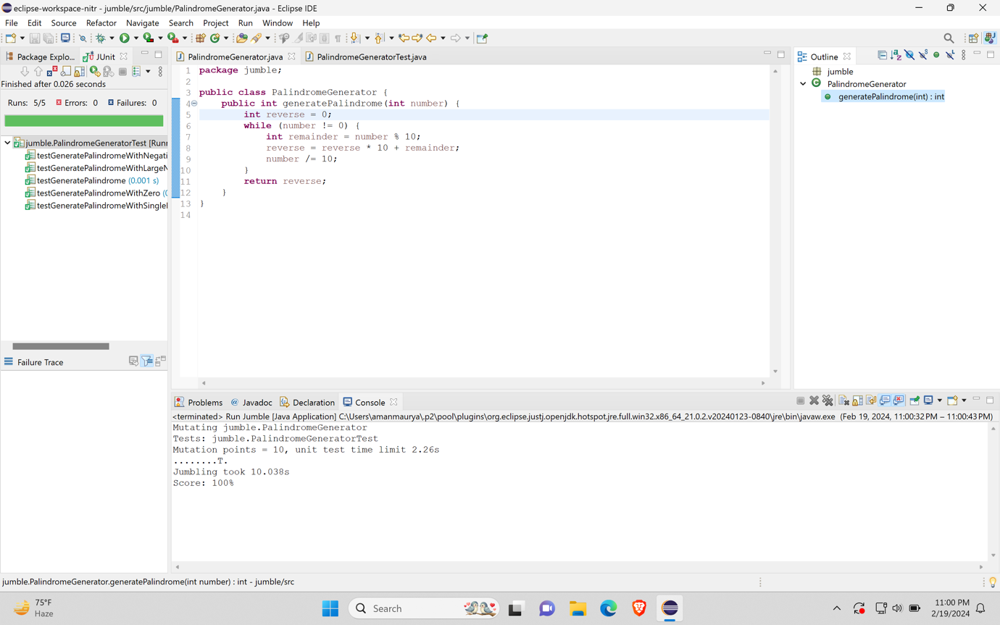 eclipse-workspace-nitr - jumble/src/jumble/PalindromeGenerator.java - Eclipse IDE
File Edit Source Refactor Navigate Search Project Run Window Help
Package Explo... JUnit
Finished after 0.026 seconds
Runs: 5/5 Errors: 0 Failures: 0
jumble.PalindromeGeneratorTest [Runn
testGeneratePalindromeWithNegati
testGeneratePalindromeWithLargeN
testGeneratePalindrome (0.001 s)
testGeneratePalindromeWithZero (0
testGeneratePalindromeWithSingle
Failure Trace
PalindromeGenerator.java PalindromeGeneratorTest.java
1 package jumble;
2
3 public class PalindromeGenerator {
4 public int generatePalindrome(int number) {
5 int reverse = 0;
6 while (number != 0) {
7 int remainder = number % 10;
8 reverse = reverse * 10 + remainder;
9 number /= 10;
10 }
11 return reverse;
12 }
13 }
14
Outline
jumble
PalindromeGenerator
generatePalindrome(int) : int
Problems @ Javadoc Declaration Console
<terminated> Run Jumble [Java Application] C:\Users\amanmaurya\.p2\pool\plugins\org.eclipse.justj.openjdk.hotspot.jre.full.win32.x86_64_21.0.2.v20240123-0840\jre\bin\javaw.exe (Feb 19, 2024, 11:00:32 PM – 11:00:43 PM)
Mutating jumble.PalindromeGenerator
Tests: jumble.PalindromeGeneratorTest
Mutation points = 10, unit test time limit 2.26s
........T.
Jumbling took 10.038s
Score: 100%
jumble.PalindromeGenerator.generatePalindrome(int number) : int - jumble/src
75°F
Haze
Search
11:00 PM
2/19/2024